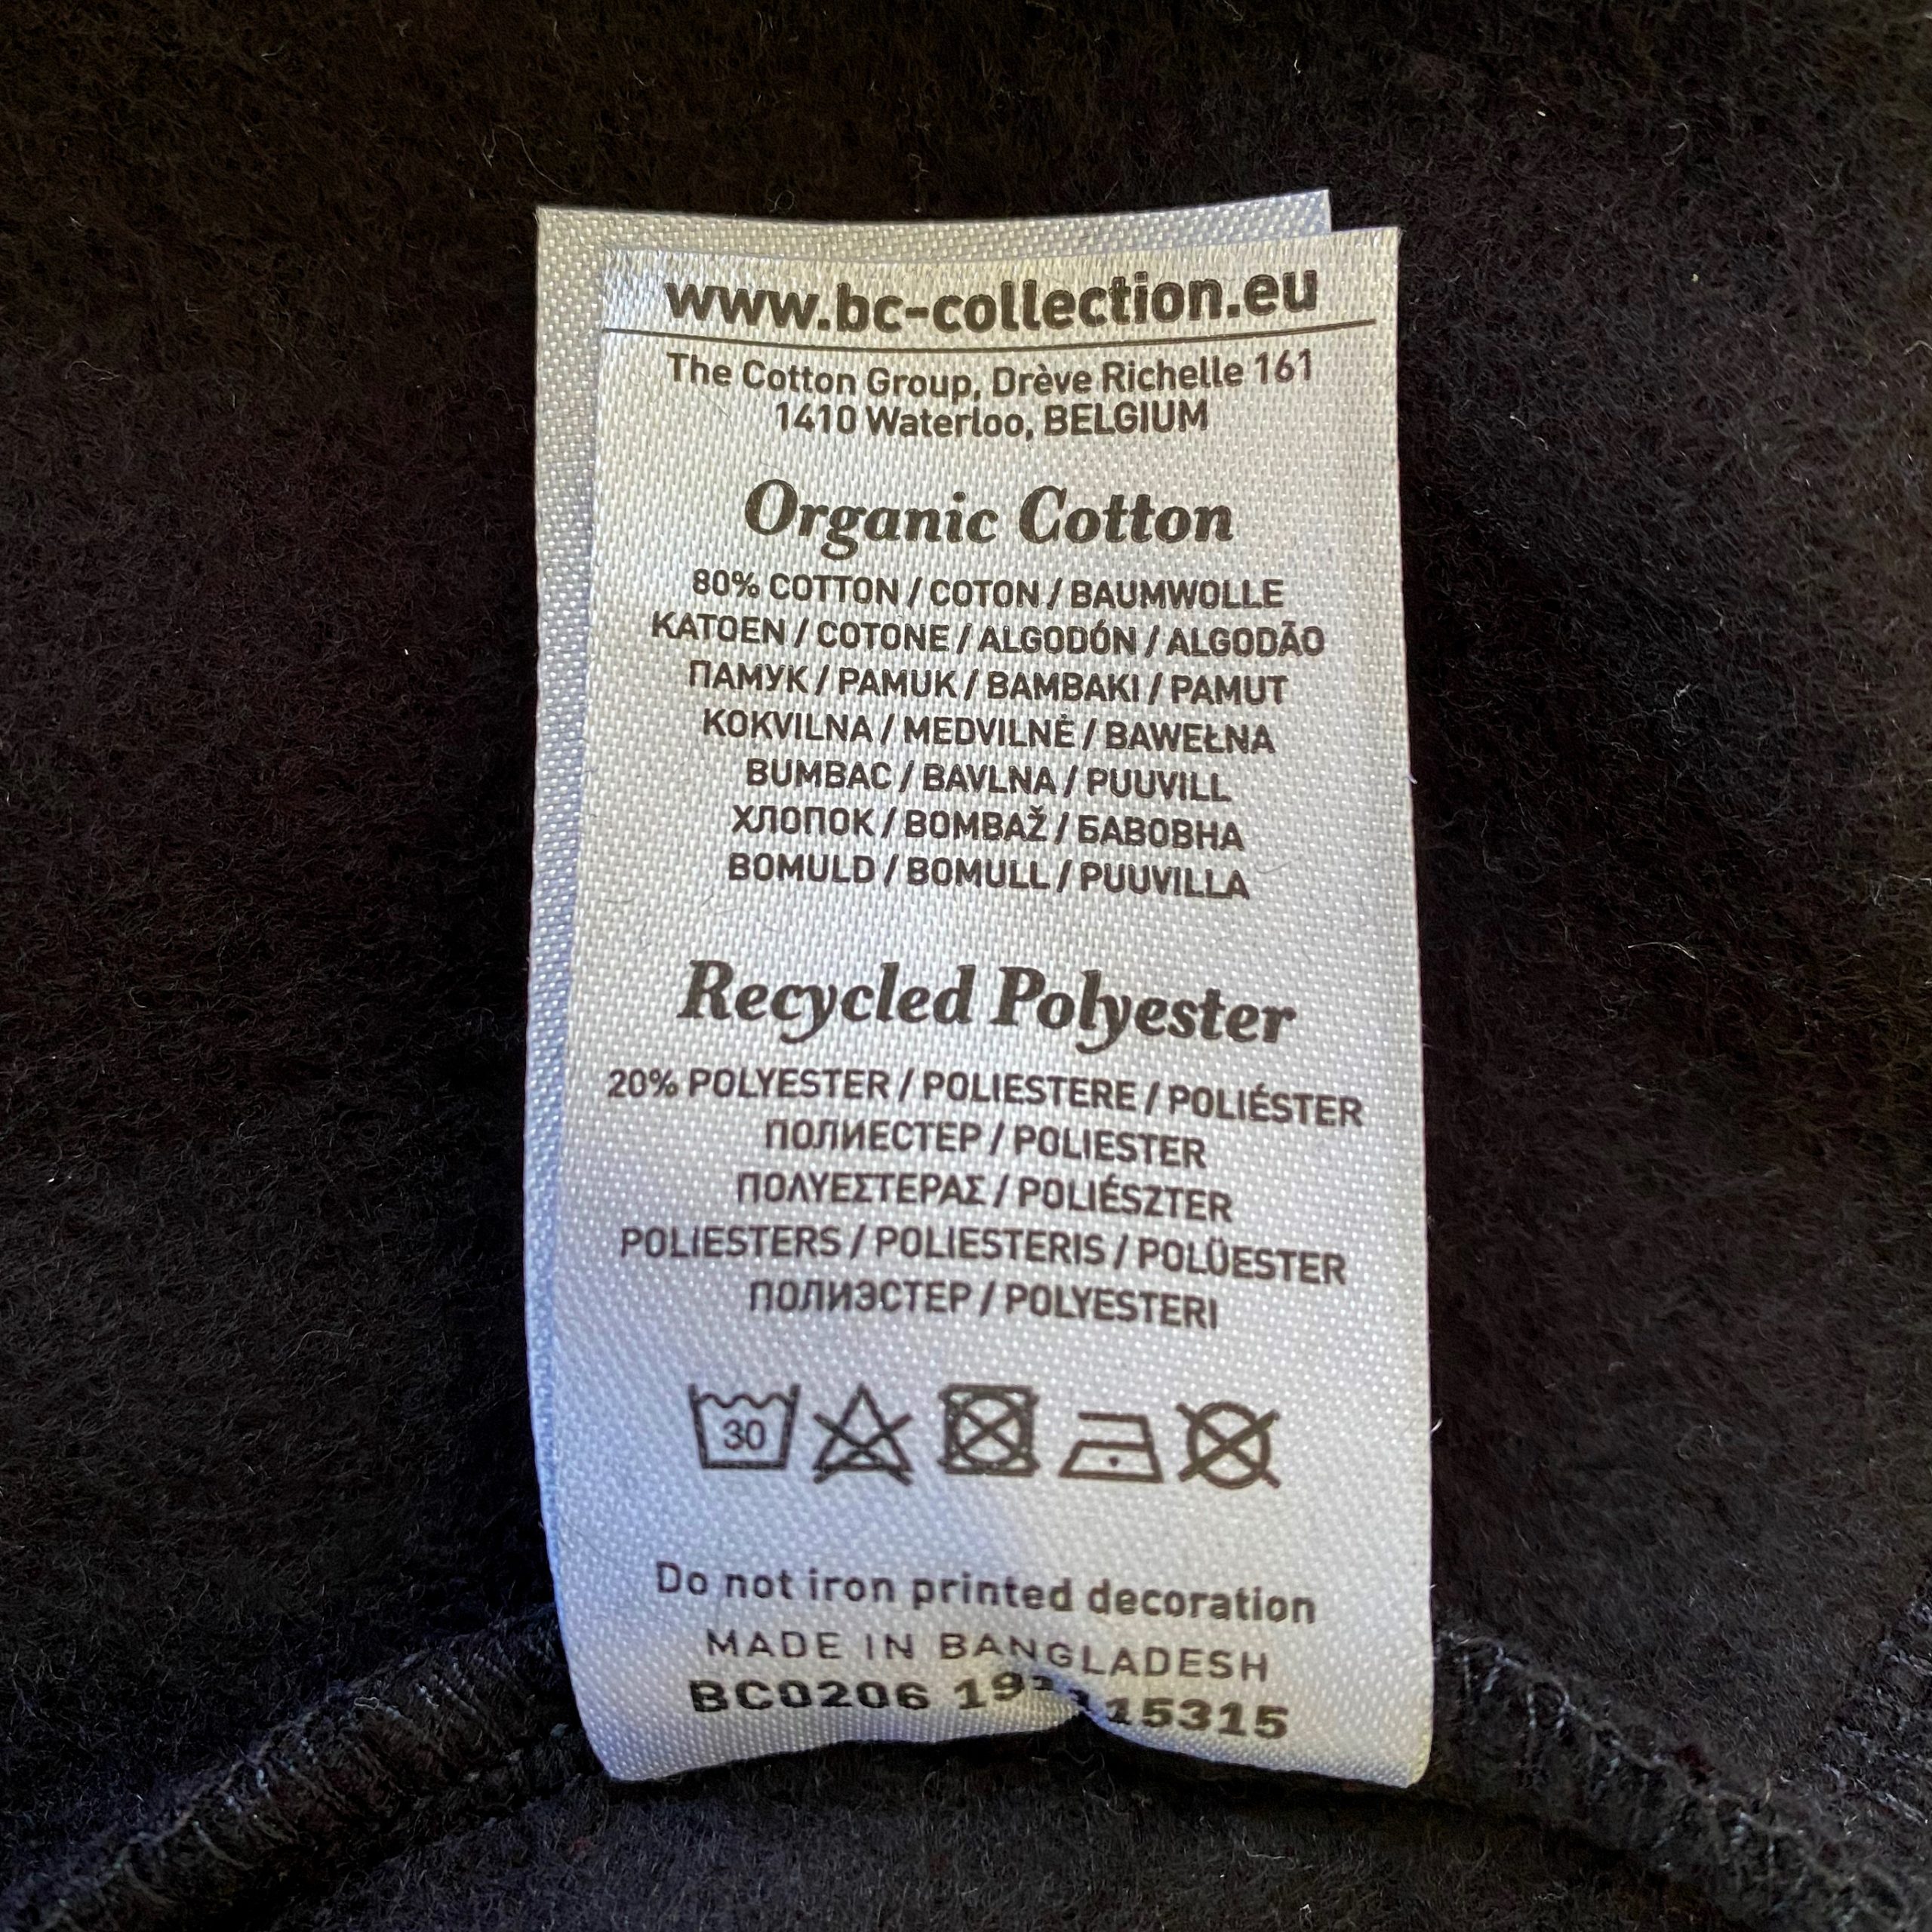 www.bc-collection.eu
The Cotton Group, Drève Richelle 161
1410 Waterloo, BELGIUM
Organic Cotton
80% COTTON / COTON / BAUMWOLLE
KATOEN / COTONE / ALGODÓN / ALGODÃO
ПАМУК / PAMUK / BAMBAKI / PAMUT
KOKVILNA / MEDVILNĖ / BAWEŁNA
BUMBAC / BAVLNA / PUUVILL
ХЛОПОК / BOMBAŽ / БАВОВНА
BOMULD / BOMULL / PUUVILLA
Recycled Polyester
20% POLYESTER / POLIESTERE / POLIÉSTER
ПОЛИЕСТЕР / POLIESTER
ΠΟΛΥΕΣΤΕΡΑΣ / POLIÉSZTER
POLIESTERS / POLIESTERIS / POLÜESTER
ПОЛИЭСТЕР / POLYESTERI
30
Do not iron printed decoration
MADE IN BANGLADESH
BC0206